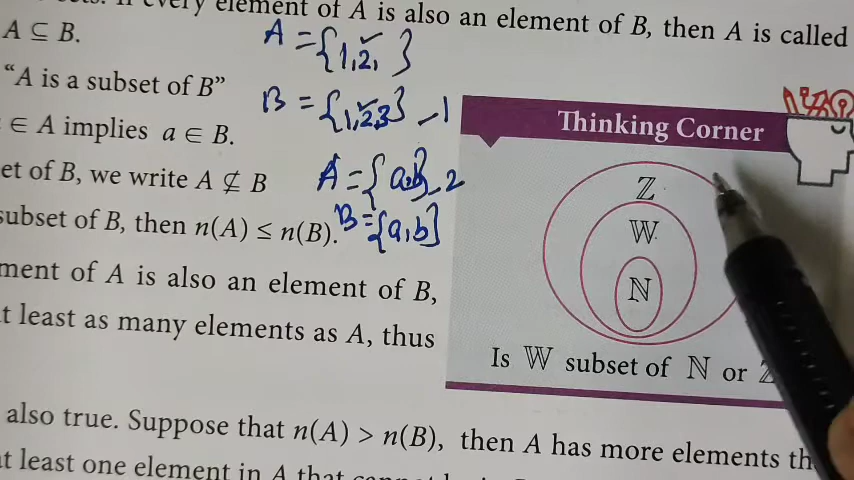 every element of A is also an element of B, then A is called
A ⊆ B.
A = {1,2, }
“A is a subset of B”
B = {1,2,3} - 1
∈ A implies a ∈ B.
Thinking Corner
et of B, we write A ⊈ B
A = {a,b} - 2
subset of B, then n(A) ≤ n(B).
B = {a,b}
ℤ
𝕎
ℕ
ment of A is also an element of B,
t least as many elements as A, thus
Is 𝕎 subset of ℕ or ℤ
also true. Suppose that n(A) > n(B), then A has more elements th
t least one element in A that